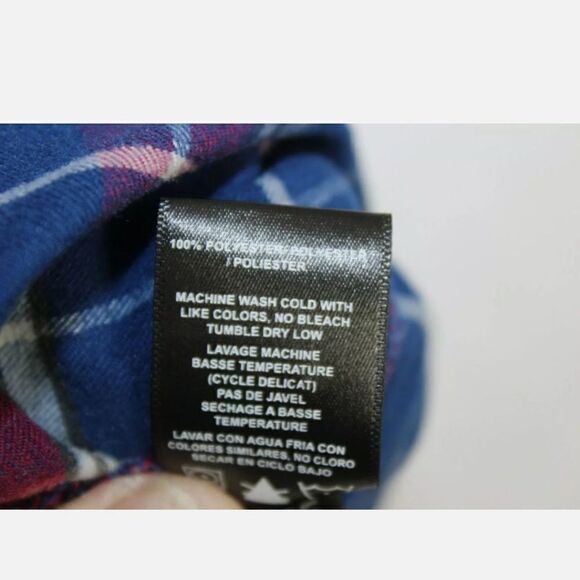 100% POLYESTER/ POLYESTER
/ POLIESTER
MACHINE WASH COLD WITH
LIKE COLORS, NO BLEACH
TUMBLE DRY LOW
LAVAGE MACHINE
BASSE TEMPERATURE
(CYCLE DELICAT)
PAS DE JAVEL
SECHAGE A BASSE
TEMPERATURE
LAVAR CON AGUA FRIA CON
COLORES SIMILARES, NO CLORO
SECAR EN CICLO BAJO